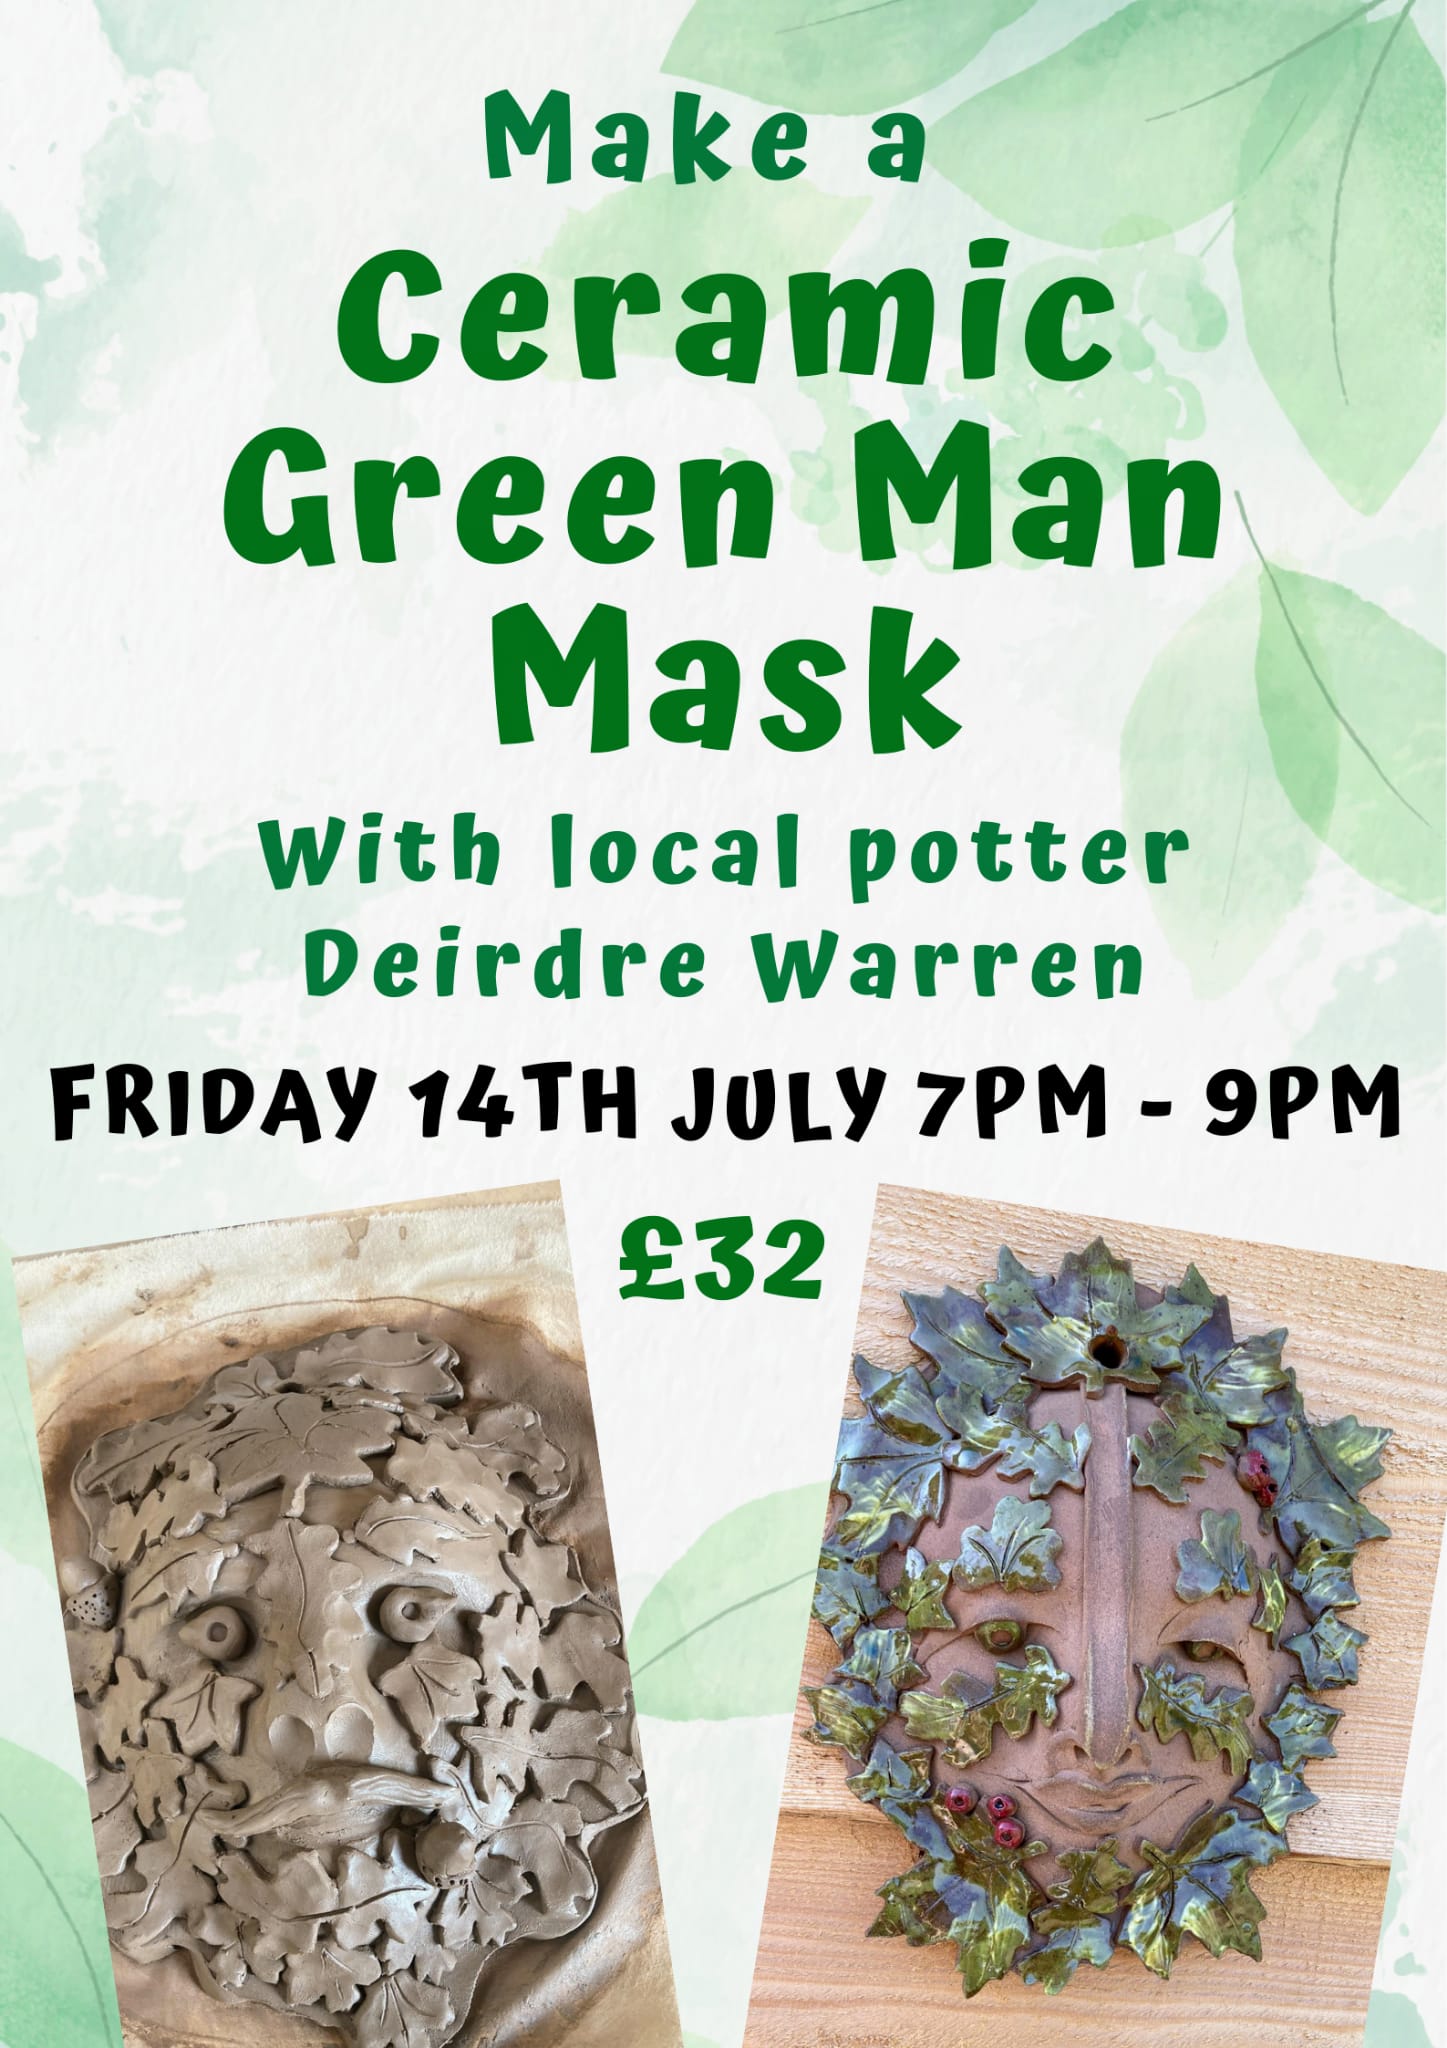 Make a
Ceramic
Green Man
Mask
With local potter
Deirdre Warren
FRIDAY 14TH JULY 7PM - 9PM
£32